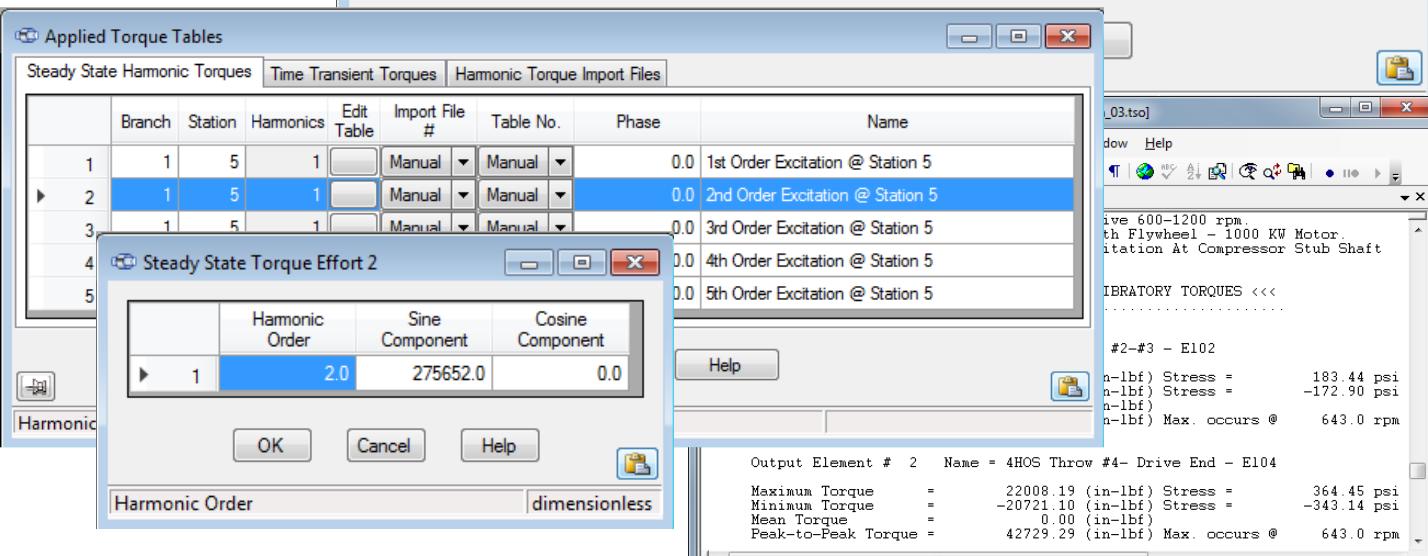 Applied Torque Tables
Steady State Harmonic Torques Time Transient Torques Harmonic Torque Import Files
Branch Station Harmonics Edit Table Import File # Table No. Phase Name
1 1 5 1 Manual Manual 0.0 1st Order Excitation @ Station 5
2 1 5 1 Manual Manual 0.0 2nd Order Excitation @ Station 5
3 1 5 1 Manual Manual 0.0 3rd Order Excitation @ Station 5
4 0.0 4th Order Excitation @ Station 5
5 0.0 5th Order Excitation @ Station 5
Help
Harmonic
Steady State Torque Effort 2
Harmonic Order Sine Component Cosine Component
1 2.0 275652.0 0.0
OK Cancel Help
Harmonic Order dimensionless
_03.tso]
dow Help
ive 600-1200 rpm.
th Flywheel - 1000 KW Motor.
itation At Compressor Stub Shaft
IBRATORY TORQUES <<<
#2-#3 - E102
n-lbf) Stress = 183.44 psi
n-lbf) Stress = -172.90 psi
n-lbf)
n-lbf) Max. occurs @ 643.0 rpm
Output Element # 2 Name = 4HOS Throw #4- Drive End - E104
Maximum Torque = 22008.19 (in-lbf) Stress = 364.45 psi
Minimum Torque = -20721.10 (in-lbf) Stress = -343.14 psi
Mean Torque = 0.00 (in-lbf)
Peak-to-Peak Torque = 42729.29 (in-lbf) Max. occurs @ 643.0 rpm